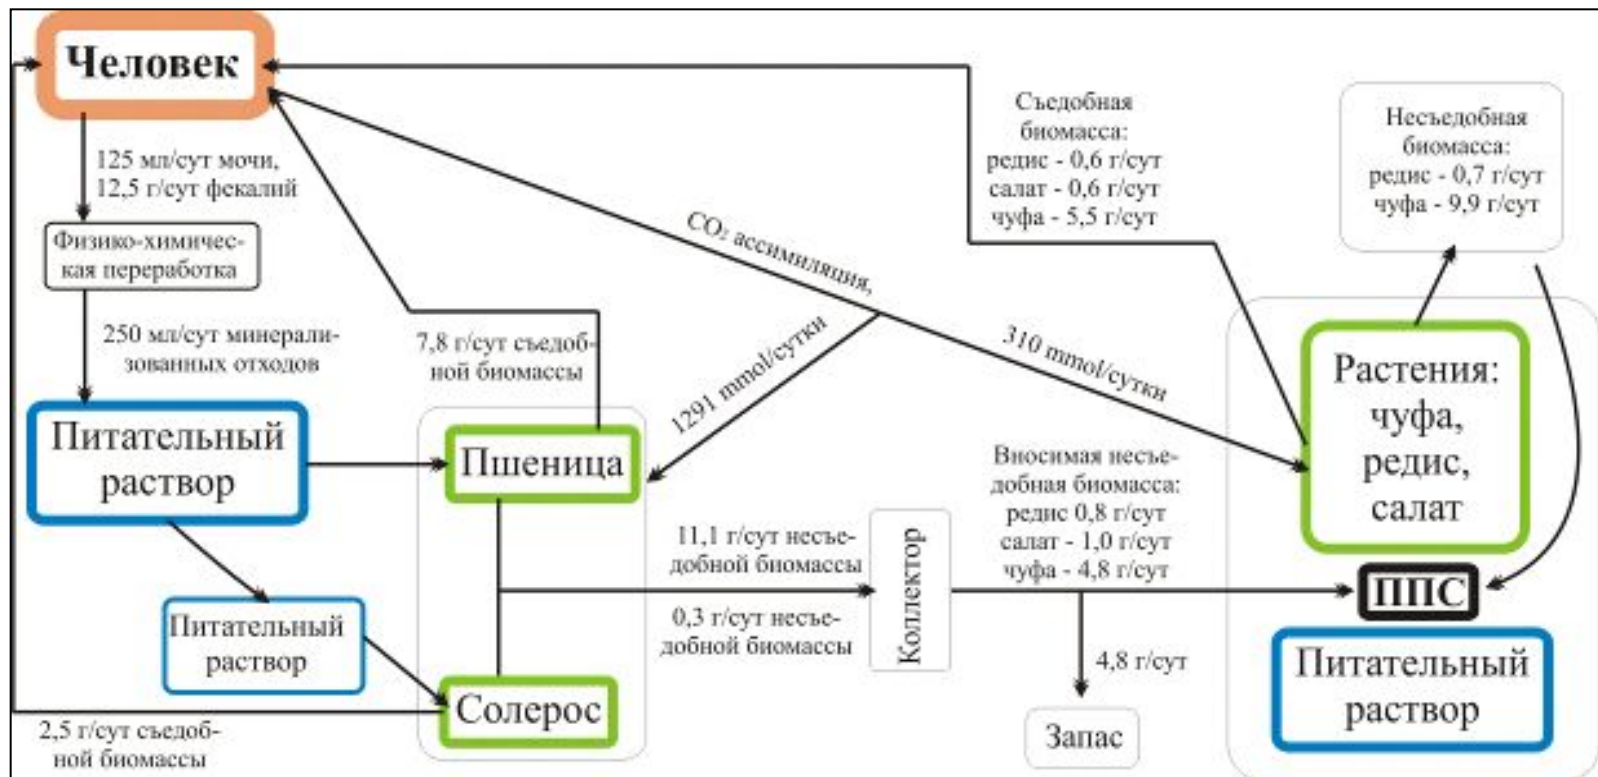 Человек
125 мл/сут мочи,
12,5 г/сут фекалий
Физико-химичес-
кая переработка
250 мл/сут минерали-
зованных отходов
Питательный
раствор
Питательный
раствор
2,5 г/сут съедоб-
ной биомассы
7,8 г/сут съедоб-
ной биомассы
Пшеница
Солерос
CO₂ ассимиляция,
1291 mmol/сутки
310 mmol/сутки
11,1 г/сут несъе-
добной биомассы
0,3 г/сут несъе-
добной биомассы
Коллектор
Съедобная
биомасса:
редис - 0,6 г/сут
салат - 0,6 г/сут
чуфа - 5,5 г/сут
Вносимая несъе-
добная биомасса:
редис 0,8 г/сут
салат - 1,0 г/сут
чуфа - 4,8 г/сут
4,8 г/сут
Запас
Несъедобная
биомасса:
редис - 0,7 г/сут
чуфа - 9,9 г/сут
Растения:
чуфа,
редис,
салат
ППС
Питательный
раствор